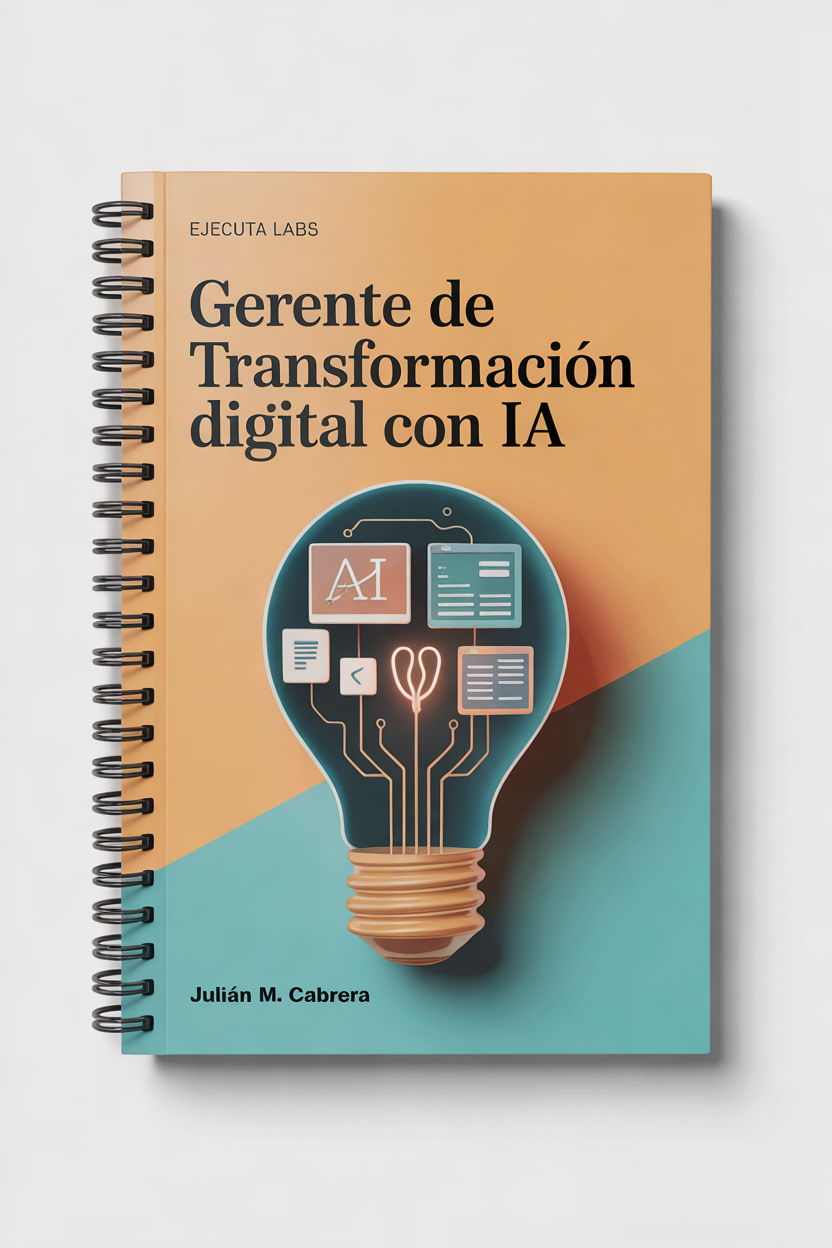 EJECUTA LABS
Gerente de
Transformación
digital con IA
AI
Julián M. Cabrera